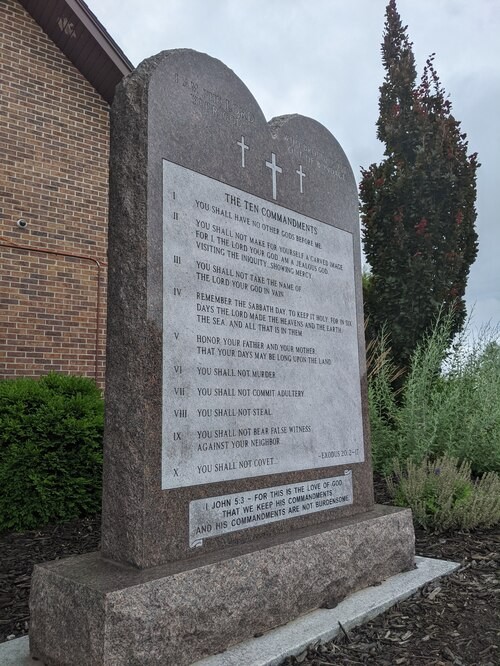 THE TEN COMMANDMENTS
I YOU SHALL HAVE NO OTHER GODS BEFORE ME.
II YOU SHALL NOT MAKE FOR YOURSELF A CARVED IMAGE
FOR I, THE LORD YOUR GOD, AM A JEALOUS GOD
VISITING THE INIQUITY...SHOWING MERCY.
III YOU SHALL NOT TAKE THE NAME OF
THE LORD YOUR GOD IN VAIN
IV REMEMBER THE SABBATH DAY, TO KEEP IT HOLY. FOR IN SIX
DAYS THE LORD MADE THE HEAVENS AND THE EARTH,
THE SEA, AND ALL THAT IS IN THEM.
V HONOR YOUR FATHER AND YOUR MOTHER,
THAT YOUR DAYS MAY BE LONG UPON THE LAND
VI YOU SHALL NOT MURDER
VII YOU SHALL NOT COMMIT ADULTERY
VIII YOU SHALL NOT STEAL
IX YOU SHALL NOT BEAR FALSE WITNESS
AGAINST YOUR NEIGHBOR
X YOU SHALL NOT COVET... -EXODUS 20:2-17
I JOHN 5:3 - FOR THIS IS THE LOVE OF GOD,
THAT WE KEEP HIS COMMANDMENTS.
AND HIS COMMANDMENTS ARE NOT BURDENSOME.